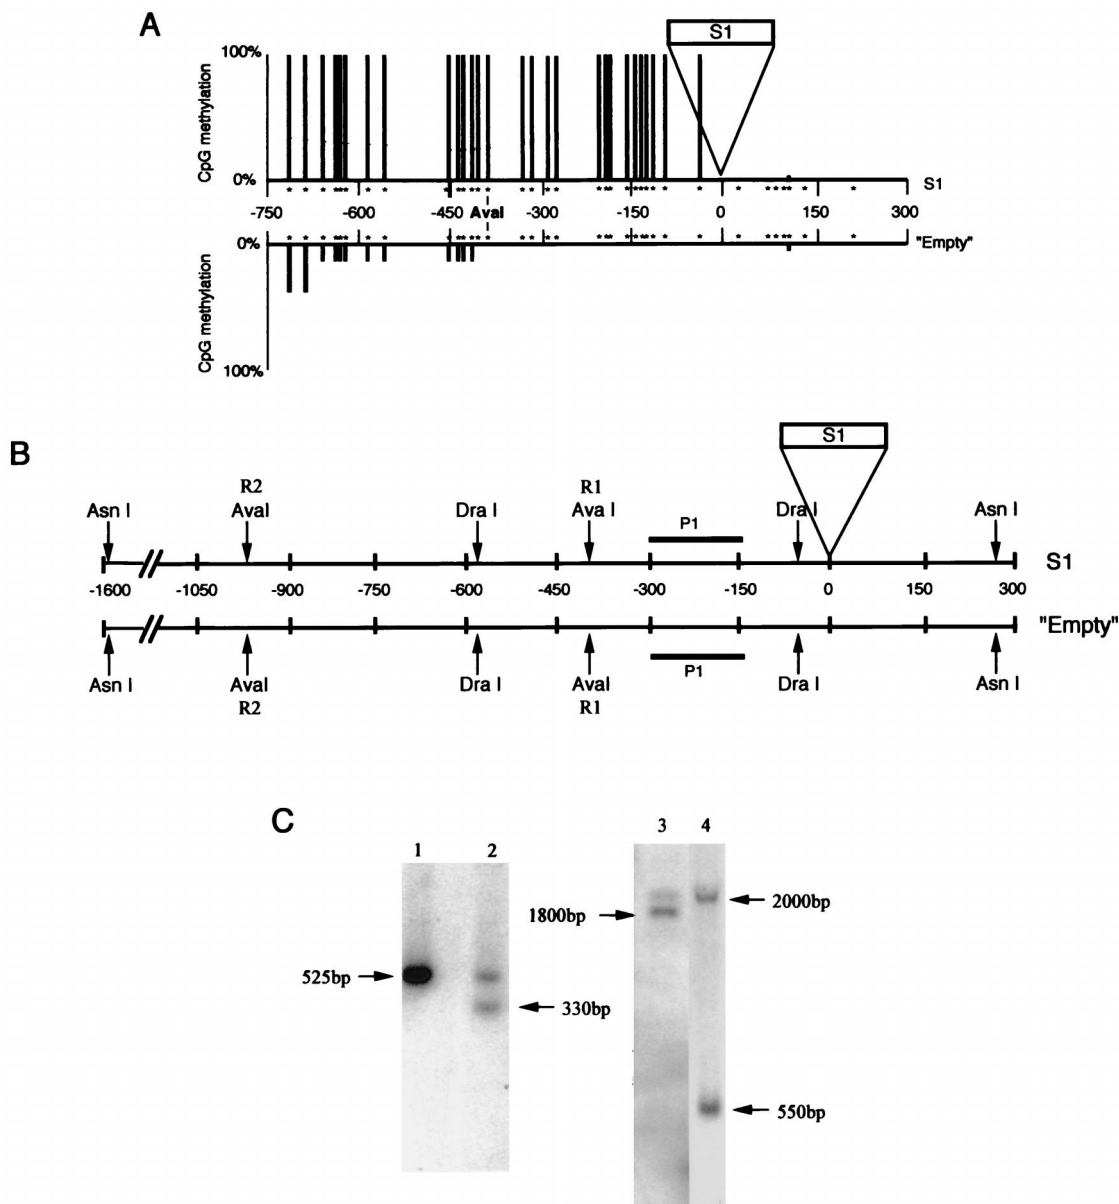 A
S1
100%
CpG methylation
0%
S1
-750 -600 -450 AvaI -300 -150 0 150 300
0%
"Empty"
CpG methylation
100%
B
S1
R2 R1
Asn I AvaI Dra I Ava I P1 Dra I Asn I
S1
-1600 -1050 -900 -750 -600 -450 -300 -150 0 150 300
"Empty"
Asn I AvaI Dra I AvaI P1 Dra I Asn I
R2 R1
C
1 2 3 4
1800bp 2000bp
525bp 330bp
550bp